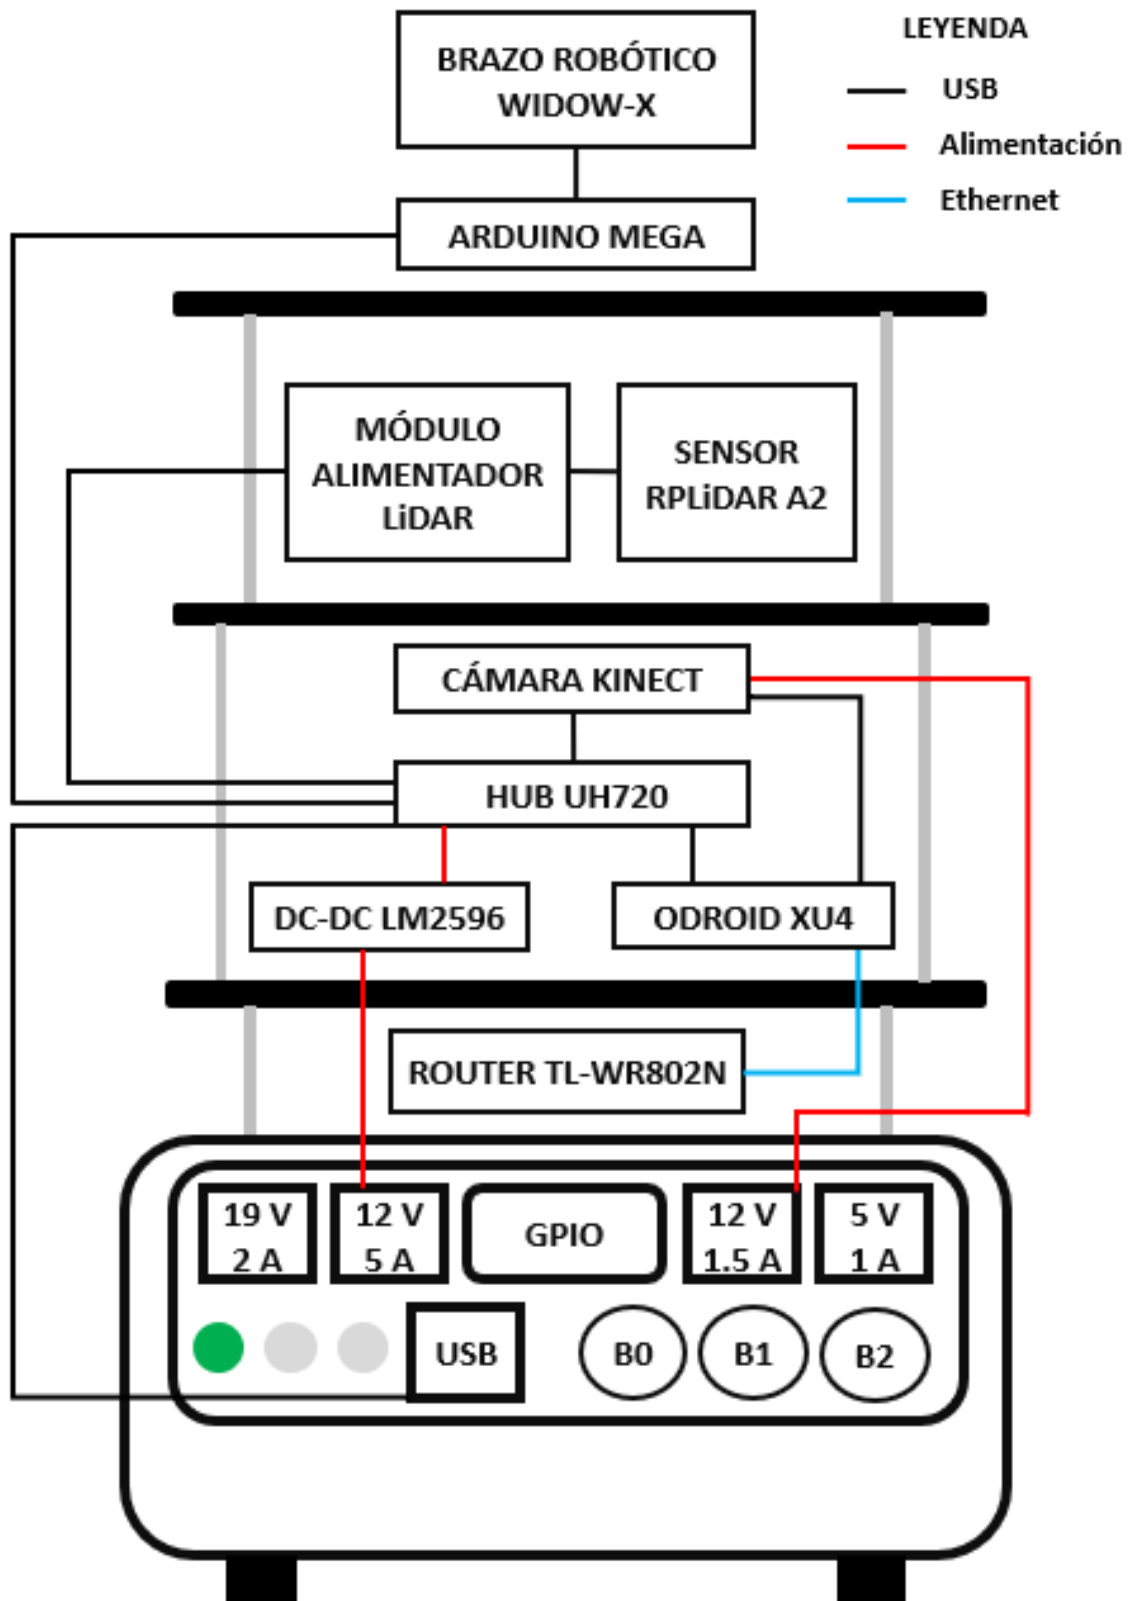 BRAZO ROBÓTICO
WIDOW-X
LEYENDA
USB
Alimentación
Ethernet
ARDUINO MEGA
MÓDULO
ALIMENTADOR
LiDAR
SENSOR
RPLiDAR A2
CÁMARA KINECT
HUB UH720
DC-DC LM2596
ODROID XU4
ROUTER TL-WR802N
19 V
2 A
12 V
5 A
GPIO
12 V
1.5 A
5 V
1 A
USB
B0
B1
B2